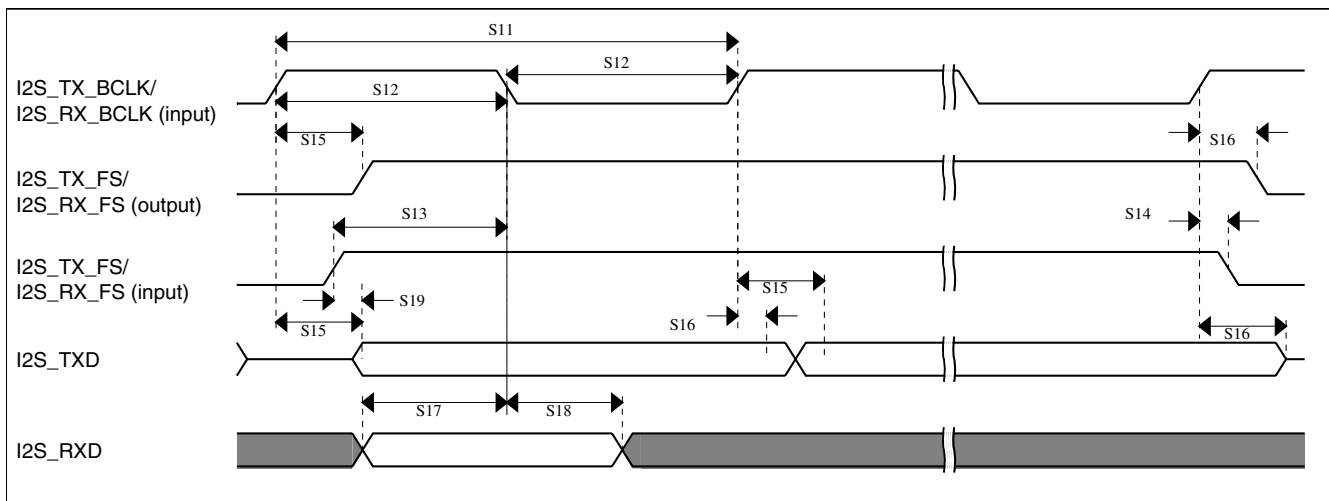 S11
I2S_TX_BCLK/
I2S_RX_BCLK (input)
S12
S12
S15
S16
I2S_TX_FS/
I2S_RX_FS (output)
S13
S14
I2S_TX_FS/
I2S_RX_FS (input)
S19
S15
S15
S16
S16
I2S_TXD
S17
S18
I2S_RXD